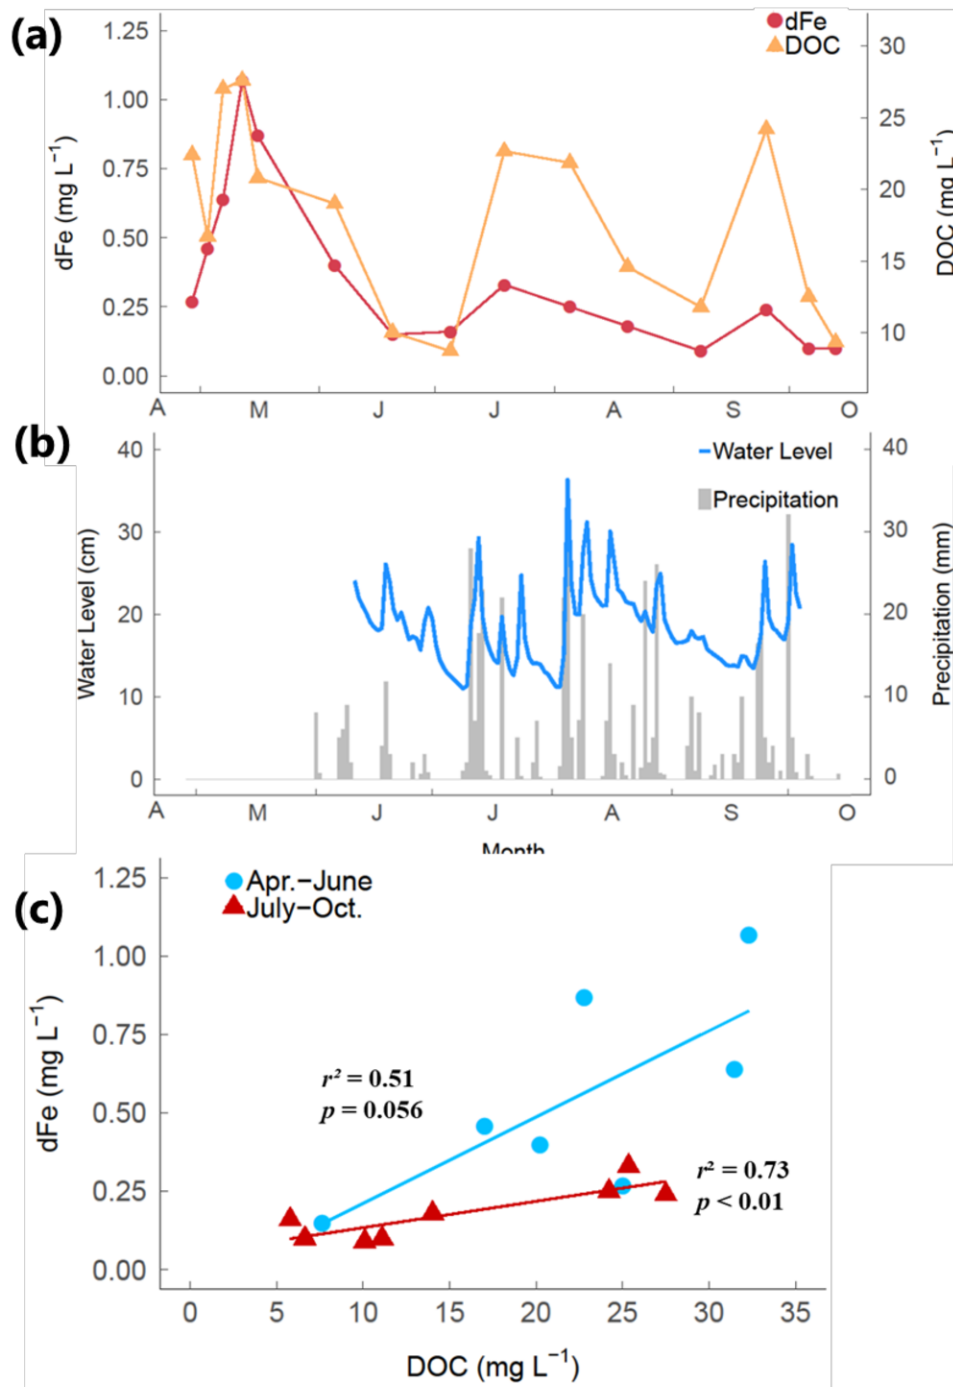 (a)
dFe
DOC
1.25
1.00
0.75
0.50
0.25
0.00
dFe (mg L⁻¹)
30
25
20
15
10
DOC (mg L⁻¹)
A M J J A S O
(b)
Water Level
Precipitation
40
30
20
10
0
Water Level (cm)
40
30
20
10
0
Precipitation (mm)
A M J J A S O
Month
(c)
Apr.−June
July−Oct.
1.25
1.00
0.75
0.50
0.25
0.00
dFe (mg L⁻¹)
r² = 0.51
p = 0.056
r² = 0.73
p < 0.01
0 5 10 15 20 25 30 35
DOC (mg L⁻¹)